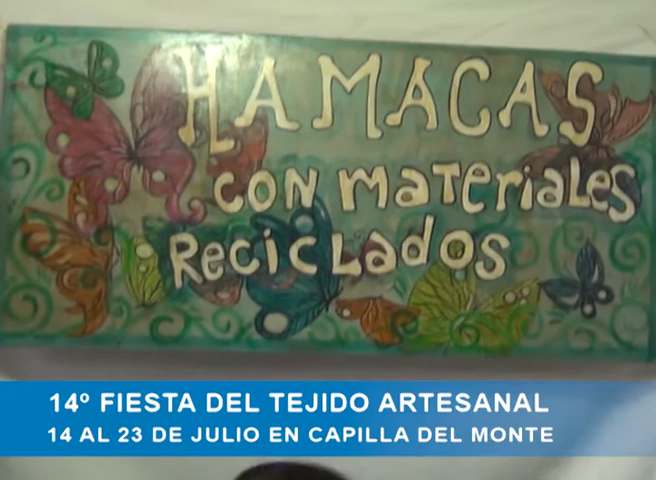 HAMACAS
CON MATERIALES
RECICLADOS
14º FIESTA DEL TEJIDO ARTESANAL
14 AL 23 DE JULIO EN CAPILLA DEL MONTE